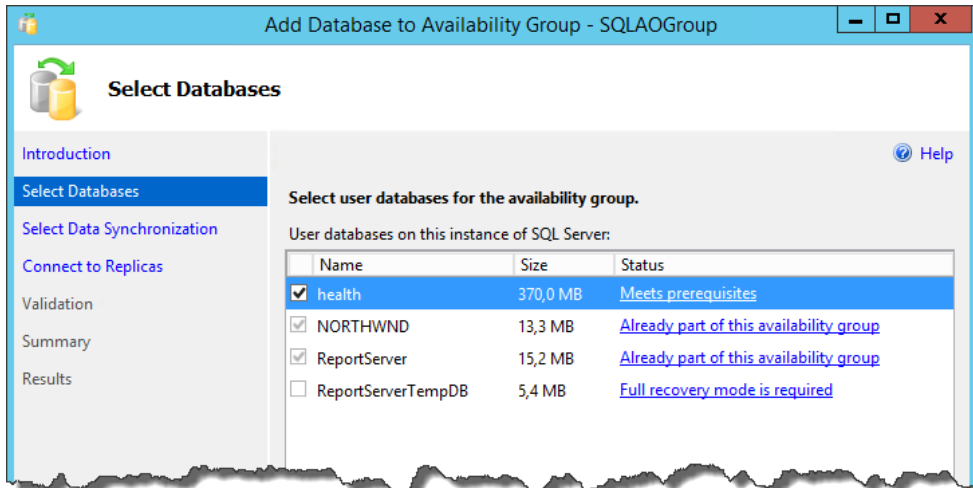 Add Database to Availability Group - SQLAOGroup
Select Databases
Introduction
Help
Select Databases
Select Data Synchronization
Connect to Replicas
Validation
Summary
Results
Select user databases for the availability group.
User databases on this instance of SQL Server:
Name Size Status
health 370,0 MB Meets prerequisites
NORTHWND 13,3 MB Already part of this availability group
ReportServer 15,2 MB Already part of this availability group
ReportServerTempDB 5,4 MB Full recovery mode is required